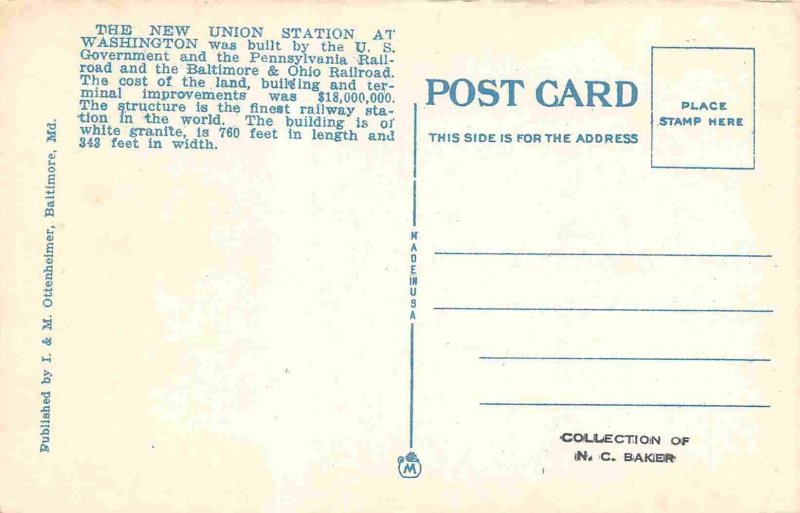 THE NEW UNION STATION AT
WASHINGTON was built by the U. S.
Government and the Pennsylvania Rail-
road and the Baltimore & Ohio Railroad.
The cost of the land, building and ter-
minal improvements was $18,000,000.
The structure is the finest railway sta-
tion in the world. The building is of
white granite, is 760 feet in length and
343 feet in width.
Published by I. & M. Ottenheimer, Baltimore, Md.
POST CARD
THIS SIDE IS FOR THE ADDRESS
PLACE
STAMP HERE
MADE IN USA
M
COLLECTION OF
N. C. BAKER